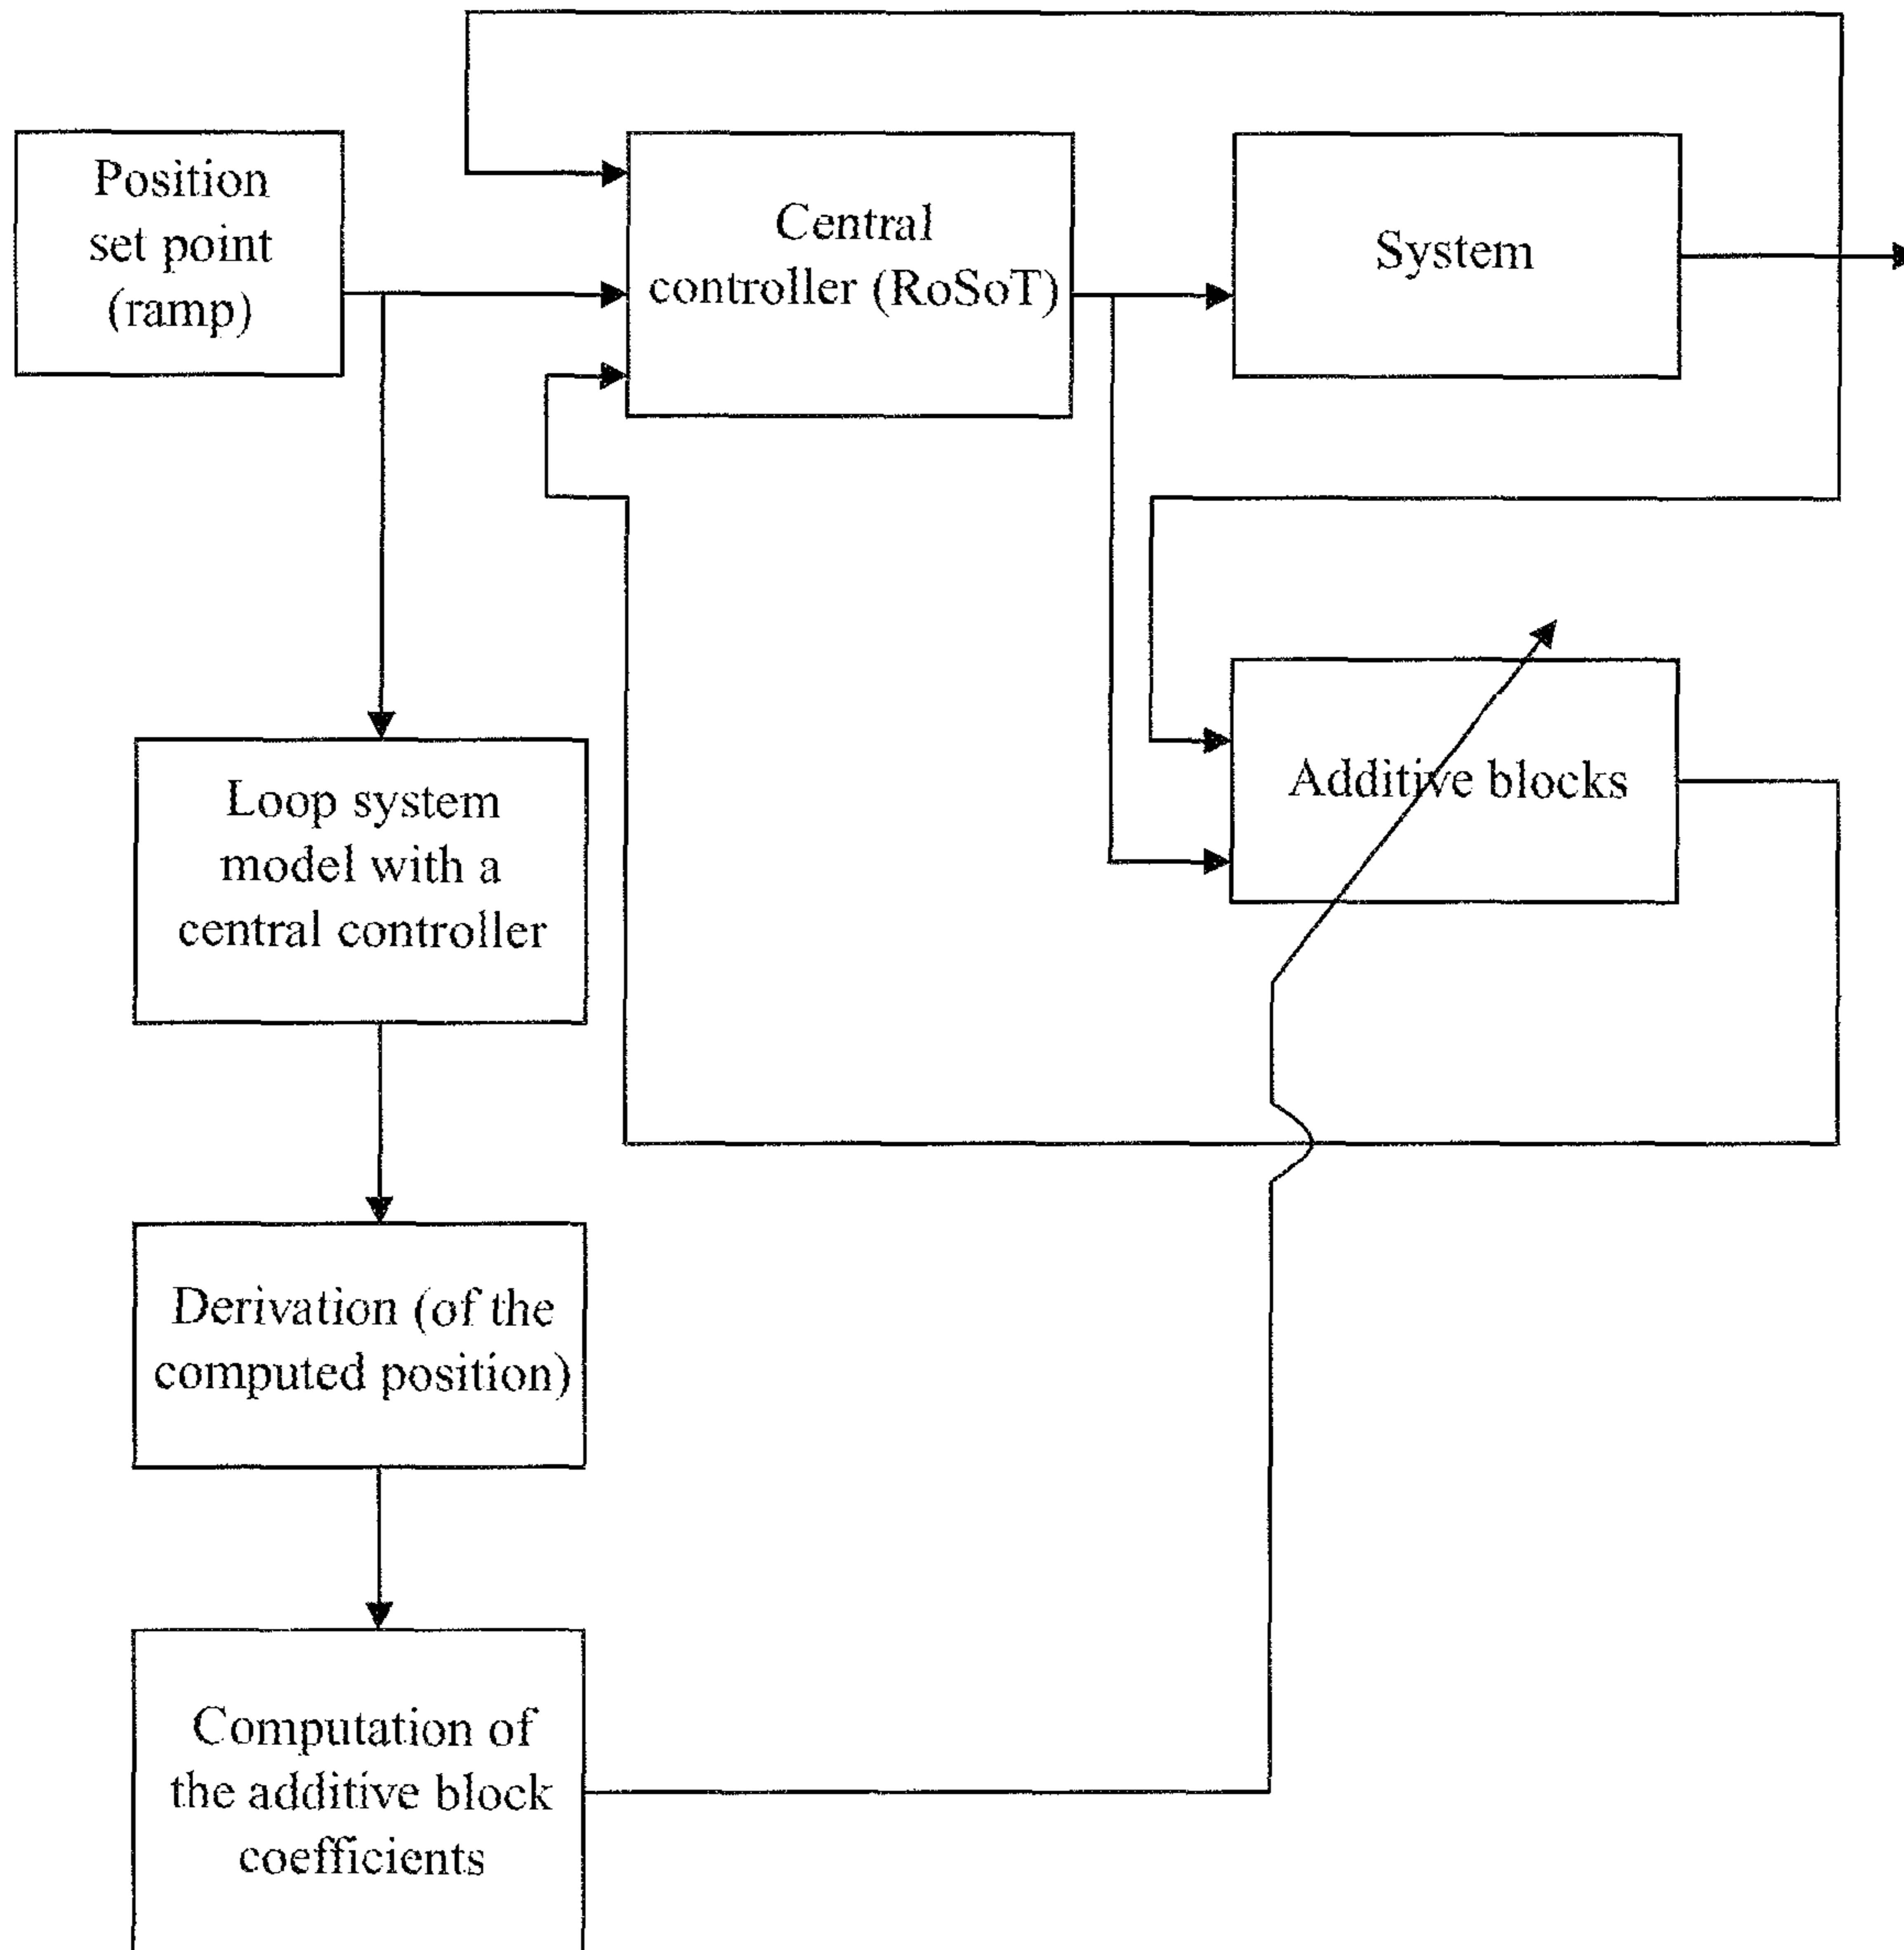 Position
set point
(ramp)
Central
controller (RoSoT)
System
Loop system
model with a
central controller
Additive blocks
Derivation (of the
computed position)
Computation of
the additive block
coefficients